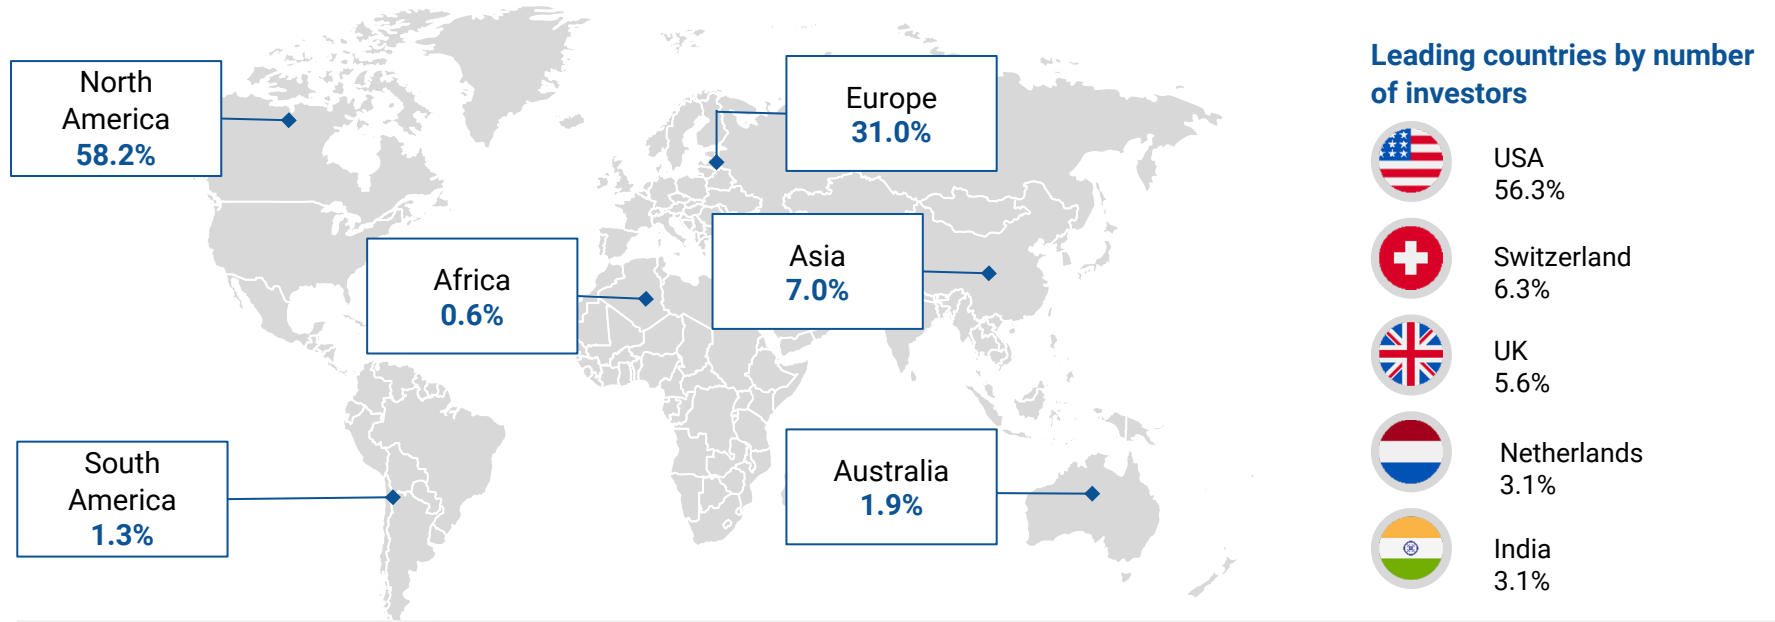 North
America
58.2%
Europe
31.0%
Africa
0.6%
Asia
7.0%
South
America
1.3%
Australia
1.9%
Leading countries by number
of investors
USA
56.3%
Switzerland
6.3%
UK
5.6%
Netherlands
3.1%
India
3.1%